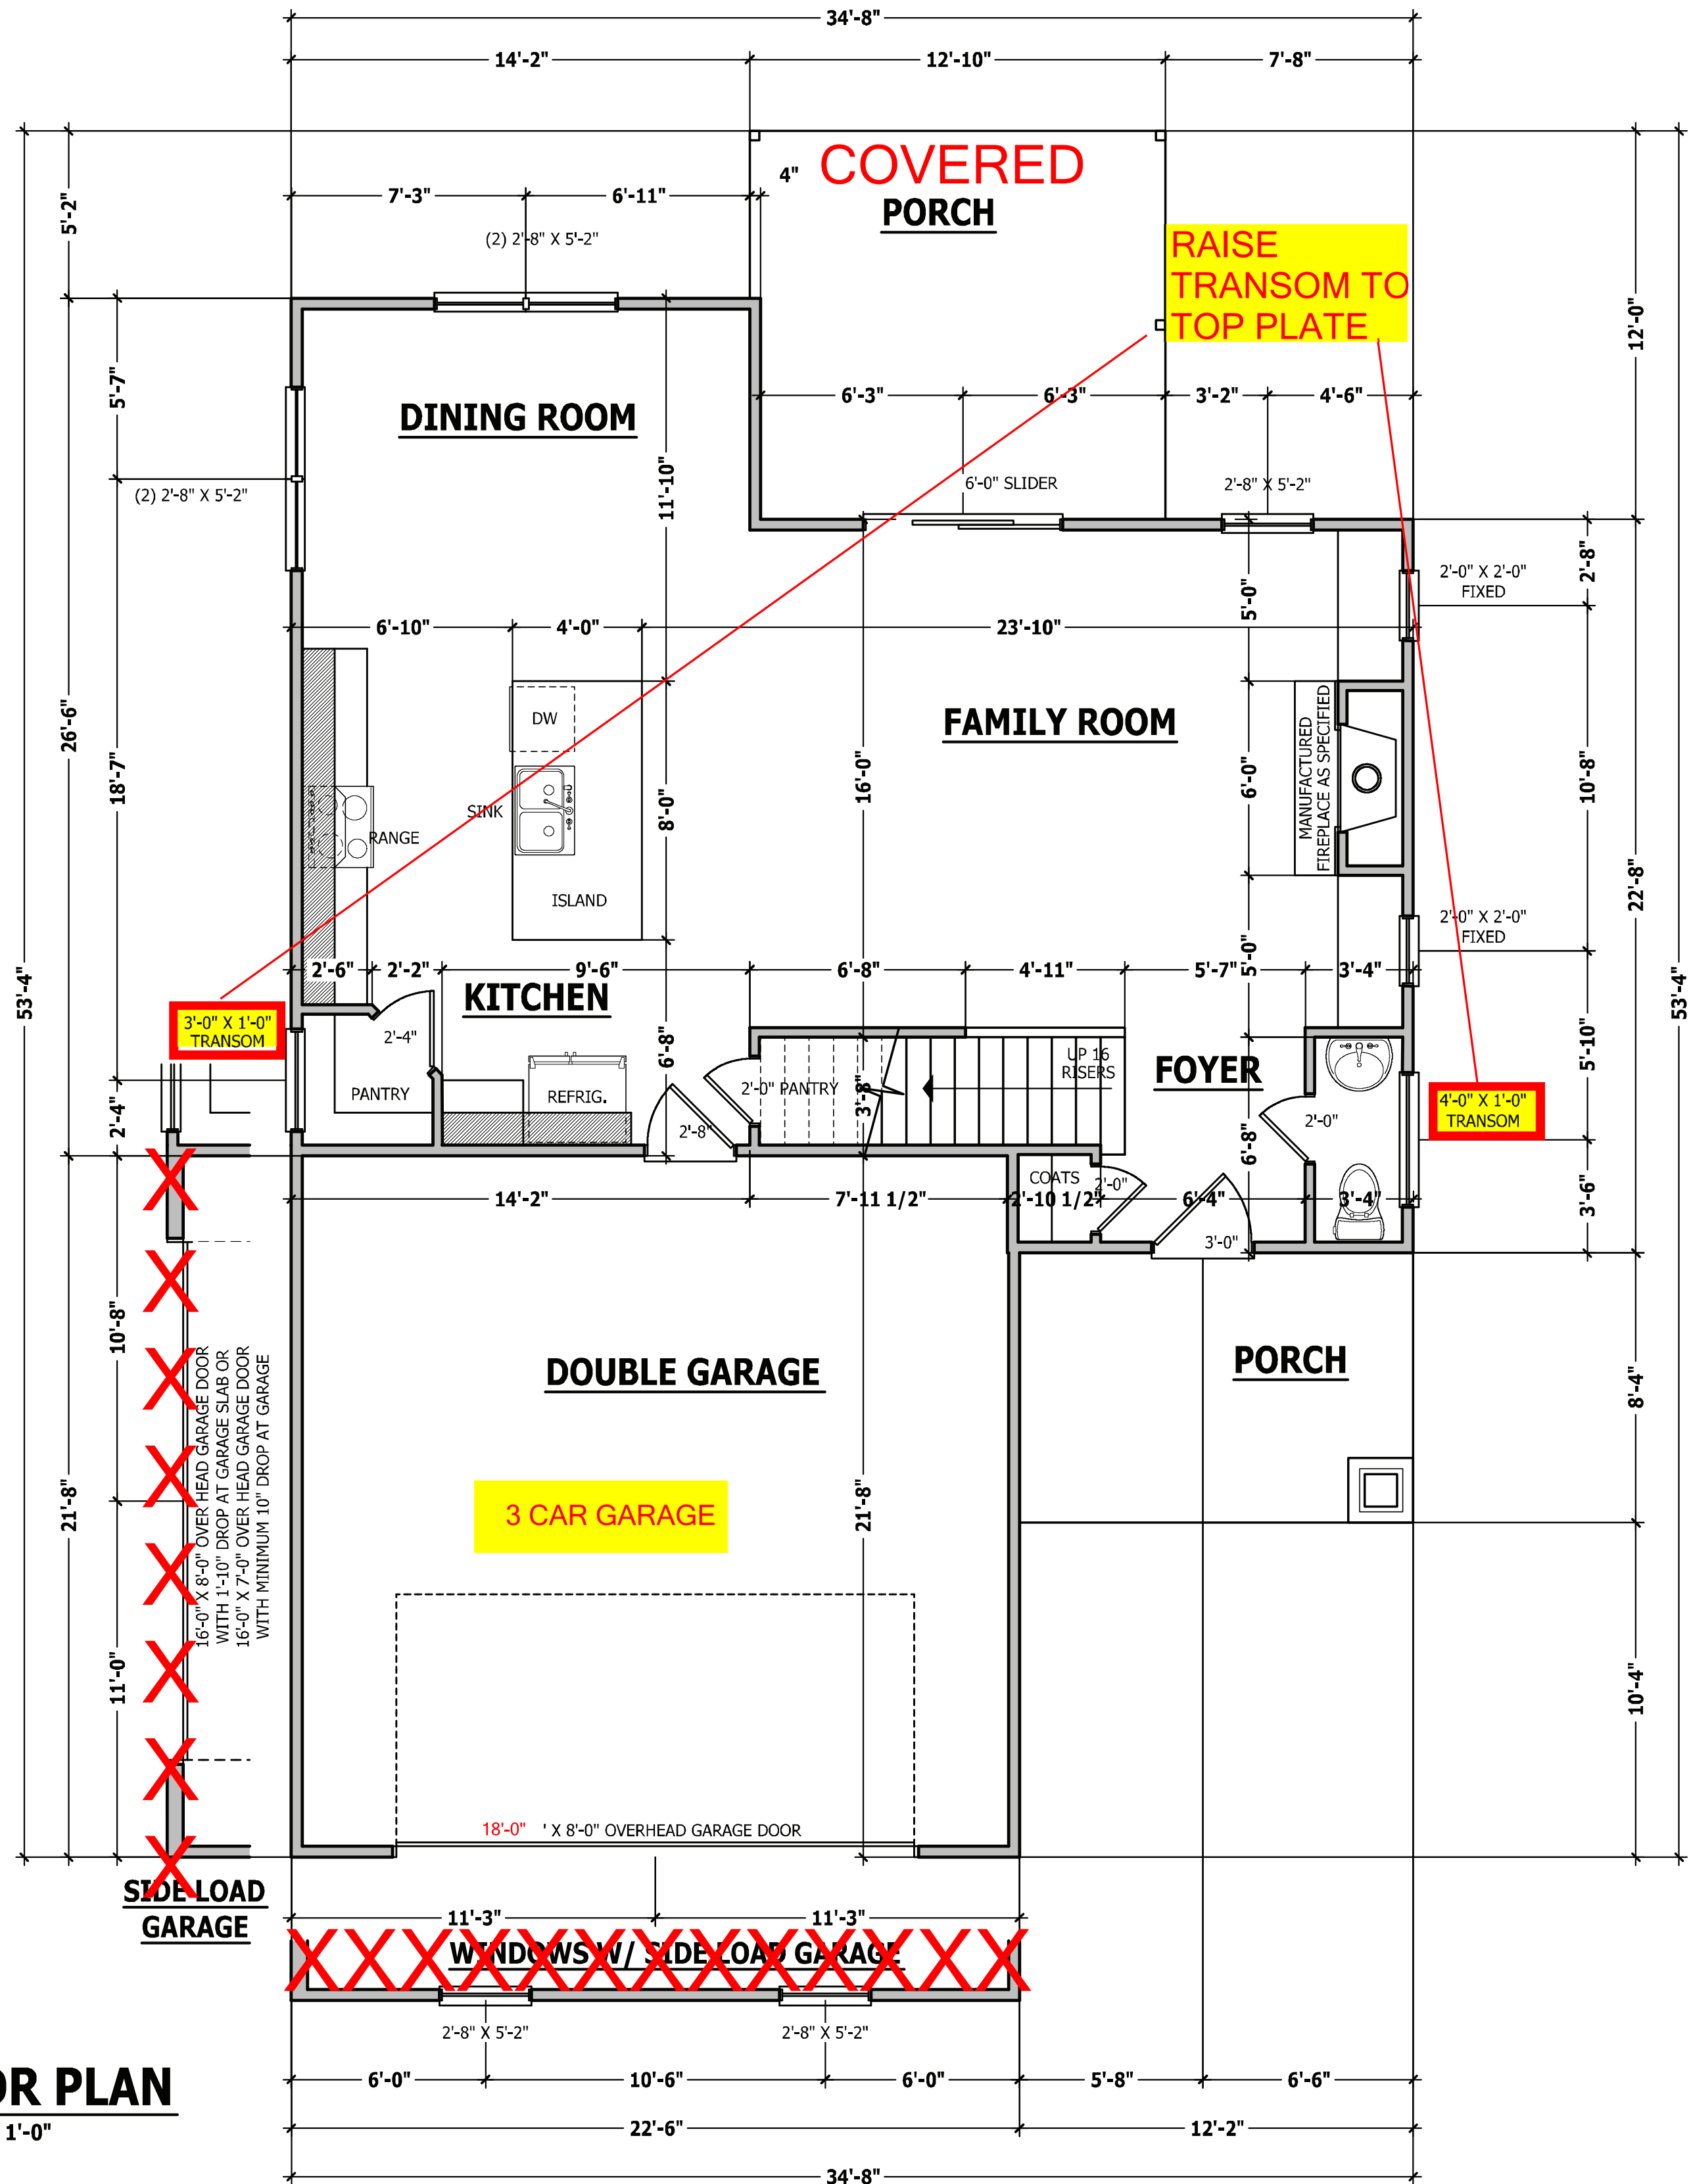 34'-8"
14'-2"
12'-10"
7'-8"
4"
COVERED
PORCH
7'-3"
6'-11"
5'-2"
(2) 2'-8" X 5'-2"
RAISE
TRANSOM TO
TOP PLATE
12'-0"
5'-7"
6'-3"
6'-3"
3'-2"
4'-6"
DINING ROOM
11'-10"
(2) 2'-8" X 5'-2"
6'-0" SLIDER
2'-8" X 5'-2"
2'-8"
2'-0" X 2'-0"
FIXED
5'-0"
6'-10"
4'-0"
23'-10"
26'-6"
18'-7"
DW
FAMILY ROOM
MANUFACTURED
FIREPLACE AS SPECIFIED
16'-0"
6'-0"
10'-8"
SINK
8'-0"
RANGE
22'-8"
ISLAND
2'-0" X 2'-0"
FIXED
53'-4"
53'-4"
2'-6"
2'-2"
9'-6"
6'-8"
4'-11"
5'-7"
5'-0"
3'-4"
KITCHEN
3'-0" X 1'-0"
TRANSOM
2'-4"
6'-8"
UP 16
RISERS
FOYER
5'-10"
PANTRY
REFRIG.
2'-0" PANTRY
3'-8"
4'-0" X 1'-0"
TRANSOM
2'-4"
2'-8"
2'-0"
6'-8"
COATS
2'-0"
14'-2"
7'-11 1/2"
2'-10 1/2"
6'-4"
3'-4"
3'-6"
3'-0"
X
X
X
X
X
X
X
X
10'-8"
16'-0" X 8'-0" OVER HEAD GARAGE DOOR
WITH 1'-10" DROP AT GARAGE SLAB OR
16'-0" X 7'-0" OVER HEAD GARAGE DOOR
WITH MINIMUM 10" DROP AT GARAGE
DOUBLE GARAGE
PORCH
8'-4"
21'-8"
21'-8"
3 CAR GARAGE
11'-0"
10'-4"
18'-0" ' X 8'-0" OVERHEAD GARAGE DOOR
SIDE LOAD
GARAGE
11'-3"
11'-3"
XXXXXXXXXXXXX
WINDOWS W/ SIDE LOAD GARAGE
2'-8" X 5'-2"
2'-8" X 5'-2"
6'-0"
10'-6"
6'-0"
5'-8"
6'-6"
OR PLAN
1'-0"
22'-6"
12'-2"
34'-8"